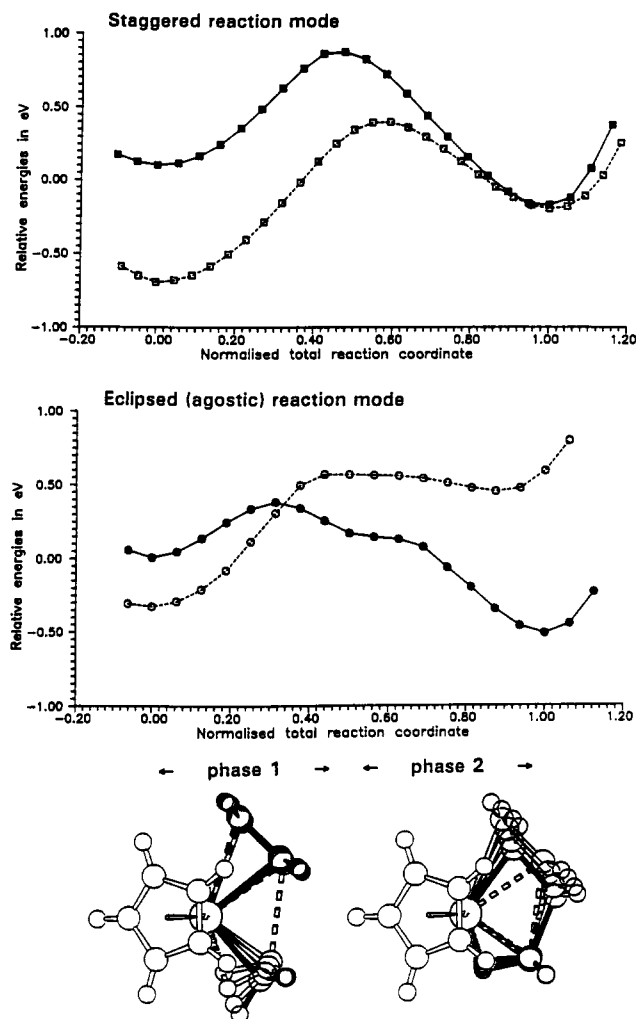 Staggered reaction mode
1.00
0.50
0.00
−0.50
−1.00
Relative energies in eV
−0.20 0.00 0.20 0.40 0.60 0.80 1.00 1.20
Normalised total reaction coordinate
Eclipsed (agostic) reaction mode
1.00
0.50
0.00
−0.50
−1.00
Relative energies in eV
−0.20 0.00 0.20 0.40 0.60 0.80 1.00 1.20
Normalised total reaction coordinate
← phase 1 → ← phase 2 →